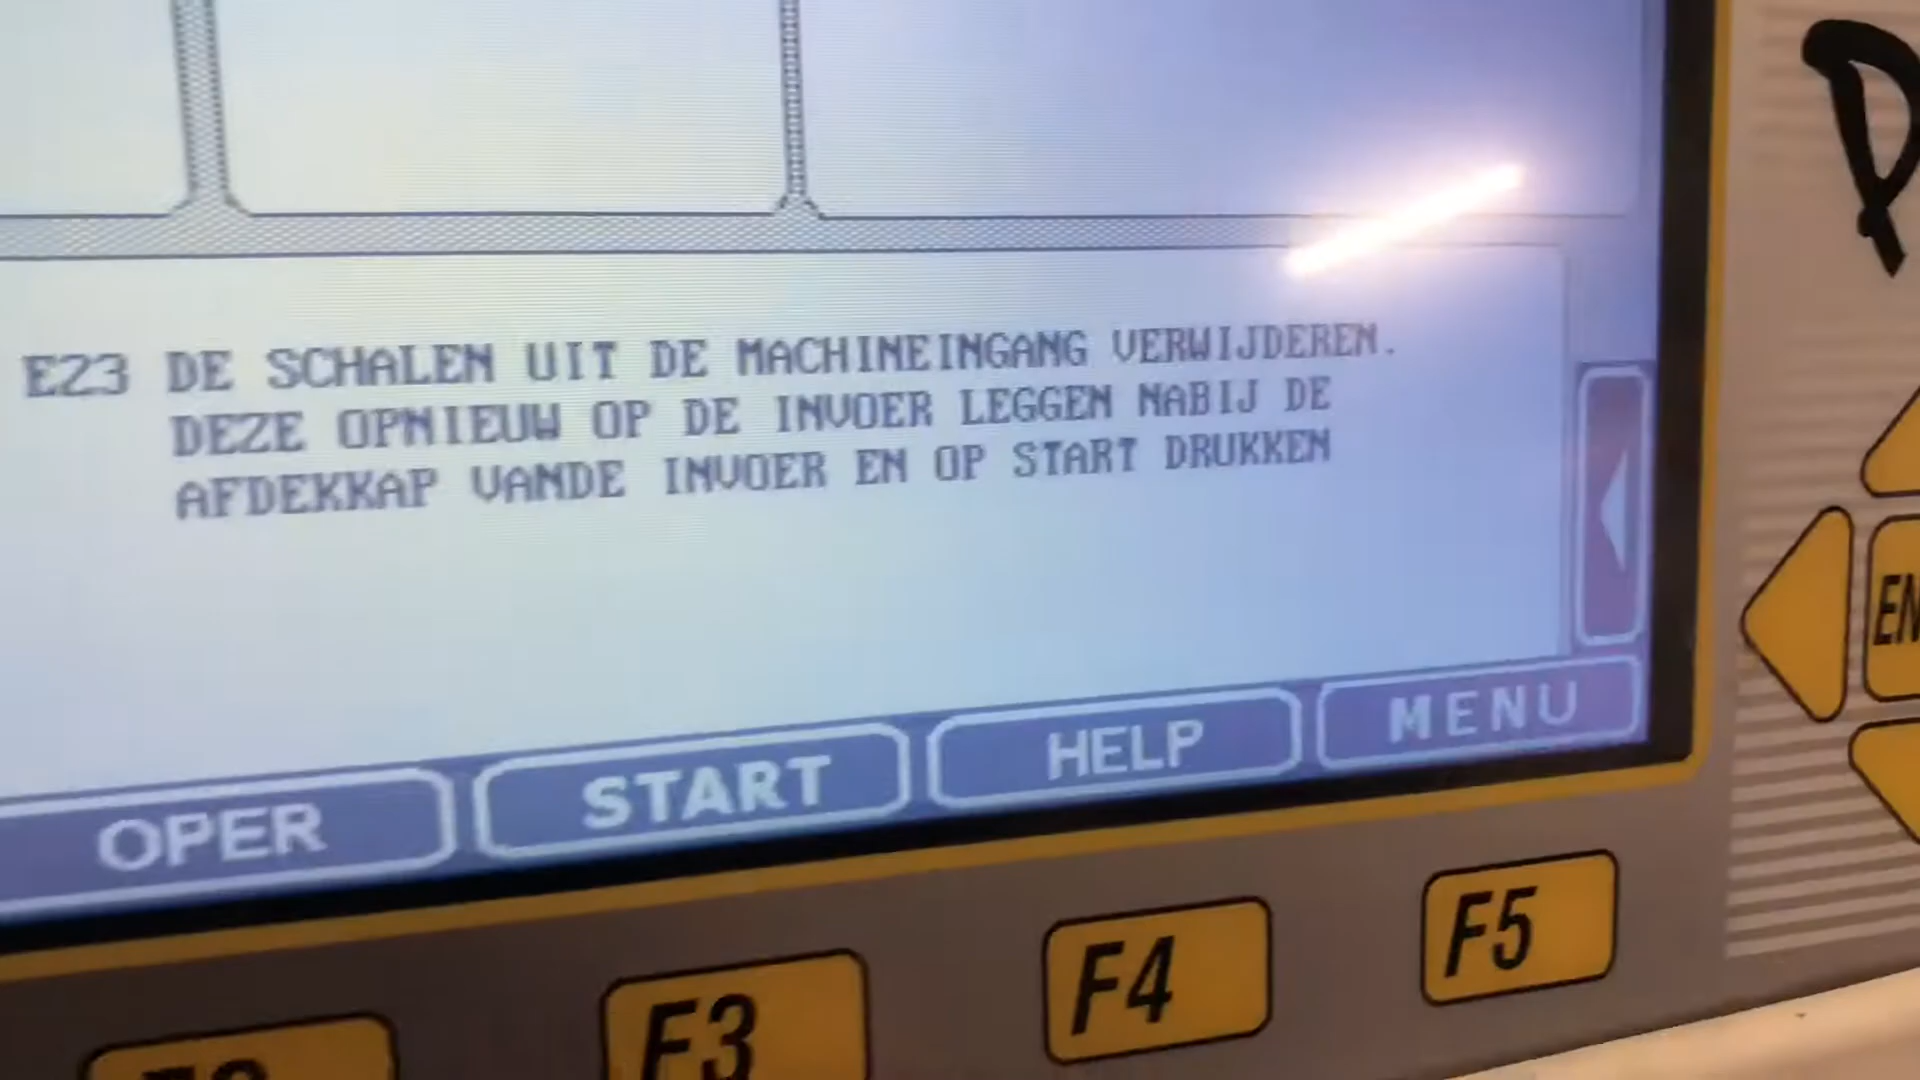 E23 DE SCHALEN UIT DE MACHINEINGANG VERWIJDEREN.
DEZE OPNIEUW OP DE INVOER LEGGEN NABIJ DE
AFDEKKAP VANDE INVOER EN OP START DRUKKEN
OPER START HELP MENU
F3 F4 F5